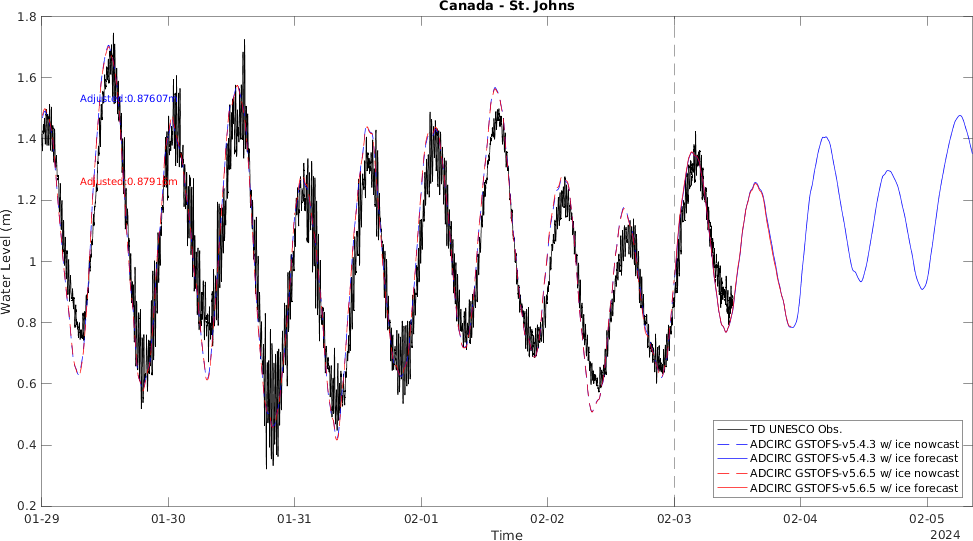 Canada - St. Johns
1.8
1.6
1.4
1.2
1
0.8
0.6
0.4
0.2
Water Level (m)
Adjusted:0.87607m
TD UNESCO Obs.
ADCIRC GSTOFS-v5.4.3 w/ ice nowcast
ADCIRC GSTOFS-v5.4.3 w/ ice forecast
ADCIRC GSTOFS-v5.6.5 w/ ice nowcast
ADCIRC GSTOFS-v5.6.5 w/ ice forecast
01-29 01-30 01-31 02-01 02-02 02-03 02-04 02-05
Time
2024